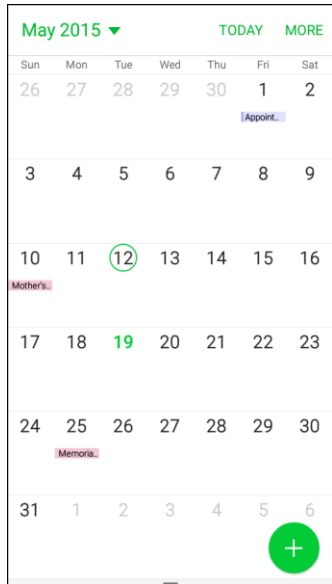 May 2015 TODAY MORE
Sun Mon Tue Wed Thu Fri Sat
26 27 28 29 30 1 2
Appoint..
3 4 5 6 7 8 9
10 11 12 13 14 15 16
Mother's..
17 18 19 20 21 22 23
24 25 26 27 28 29 30
Memoria..
31 1 2 3 4 5 6
+